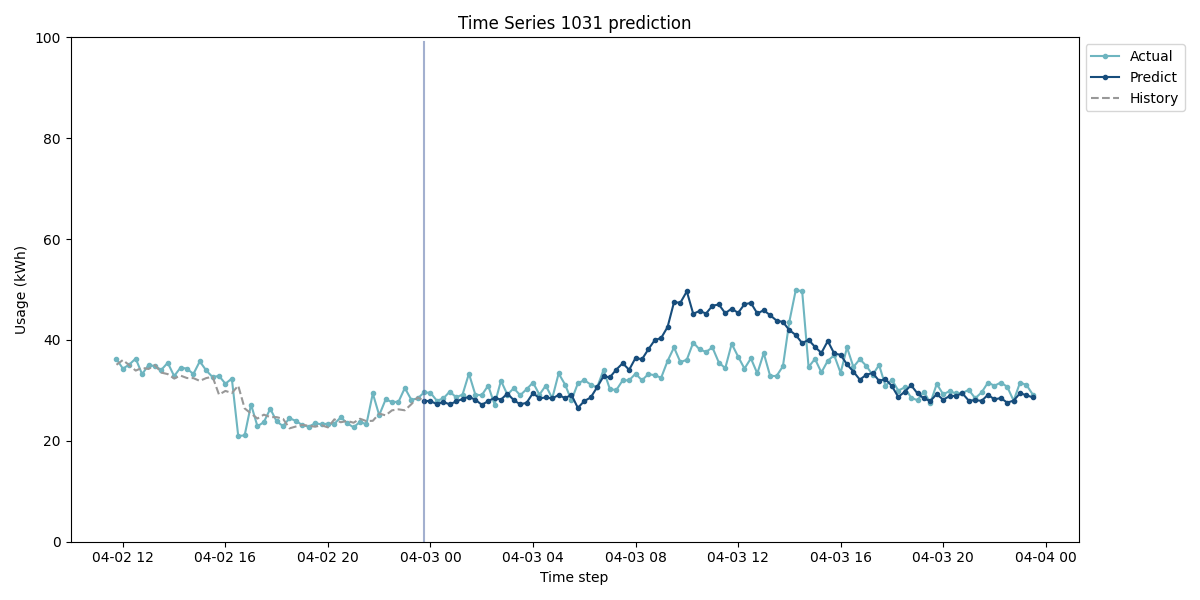 Time Series 1031 prediction
Actual
Predict
History
Usage (kWh)
100
80
60
40
20
0
04-02 12 04-02 16 04-02 20 04-03 00 04-03 04 04-03 08 04-03 12 04-03 16 04-03 20 04-04 00
Time step